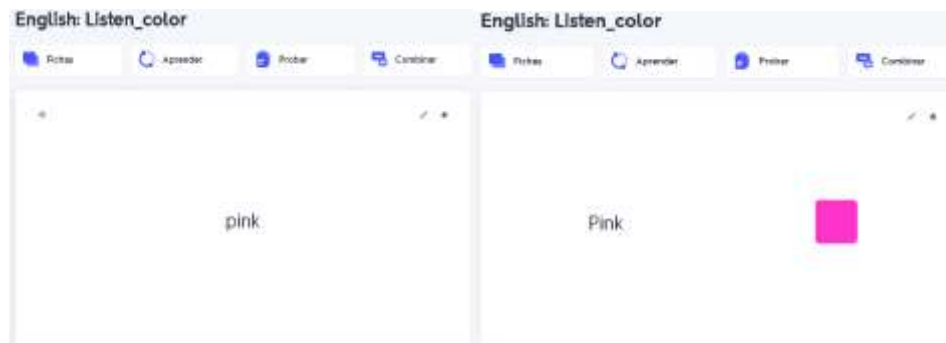 English: Listen_color
Fichas
Aprender
Probar
Combinar
pink
English: Listen_color
Fichas
Aprender
Probar
Combinar
Pink